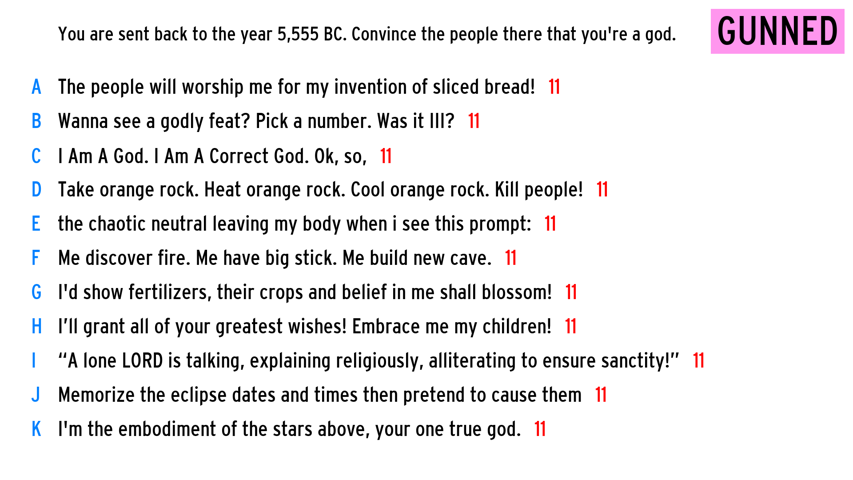 You are sent back to the year 5,555 BC. Convince the people there that you're a god.
GUNNED
A The people will worship me for my invention of sliced bread! 11
B Wanna see a godly feat? Pick a number. Was it III? 11
C I Am A God. I Am A Correct God. Ok, so, 11
D Take orange rock. Heat orange rock. Cool orange rock. Kill people! 11
E the chaotic neutral leaving my body when i see this prompt: 11
F Me discover fire. Me have big stick. Me build new cave. 11
G I'd show fertilizers, their crops and belief in me shall blossom! 11
H I’ll grant all of your greatest wishes! Embrace me my children! 11
I “A lone LORD is talking, explaining religiously, alliterating to ensure sanctity!” 11
J Memorize the eclipse dates and times then pretend to cause them 11
K I'm the embodiment of the stars above, your one true god. 11